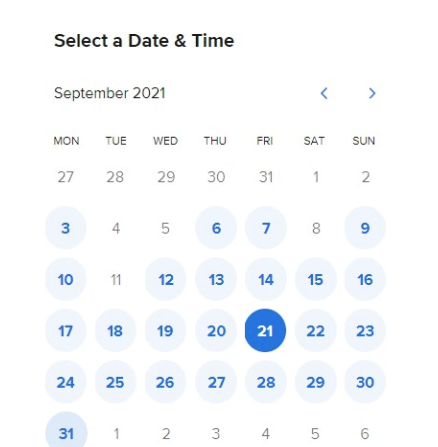 Select a Date & Time
September 2021
MON TUE WED THU FRI SAT SUN
27 28 29 30 31 1 2
3 4 5 6 7 8 9
10 11 12 13 14 15 16
17 18 19 20 21 22 23
24 25 26 27 28 29 30
31 1 2 3 4 5 6